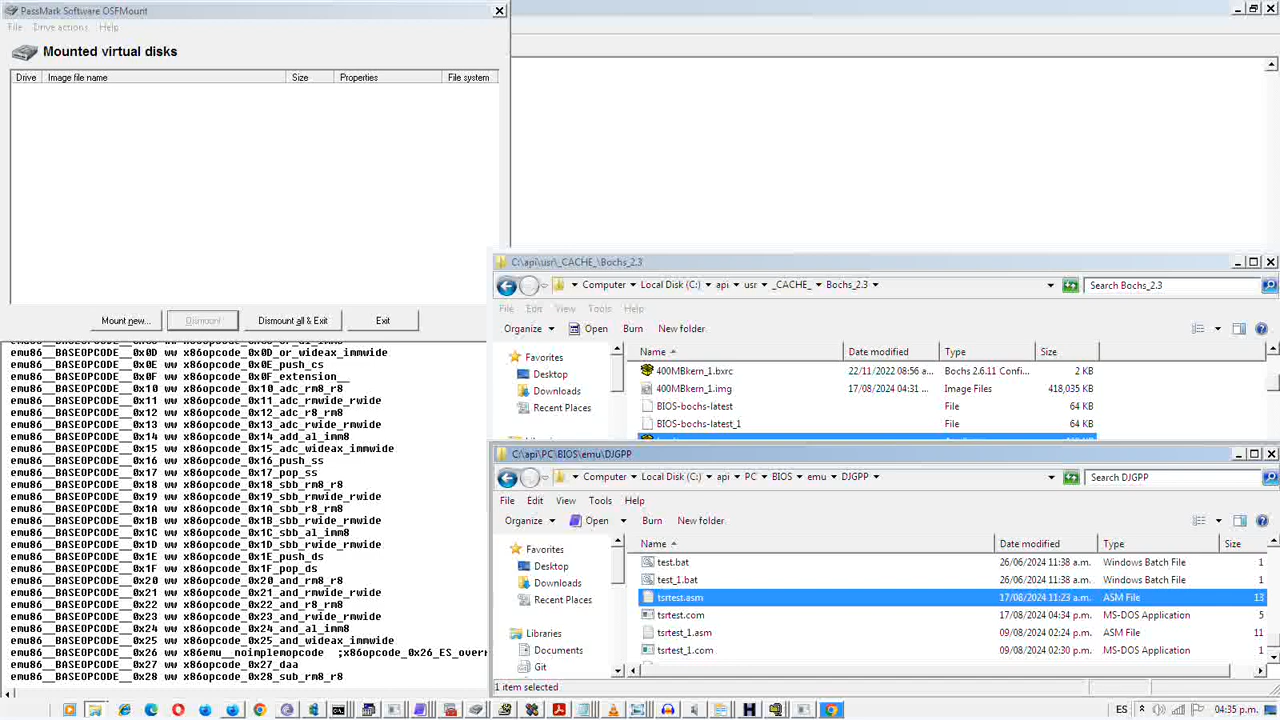 PassMark Software OSFMount
File Drive actions Help
Mounted virtual disks
Drive Image file name Size Properties File system
Mount new... Dismount Dismount all & Exit Exit
emu86__BASEOPCODE__0x0D ww x86opcode_0x0D_or_wideax_immwide
emu86__BASEOPCODE__0x0E ww x86opcode_0x0E_push_cs
emu86__BASEOPCODE__0x0F ww x86opcode_0x0F_extension__
emu86__BASEOPCODE__0x10 ww x86opcode_0x10_adc_rm8_r8
emu86__BASEOPCODE__0x11 ww x86opcode_0x11_adc_rmwide_rwide
emu86__BASEOPCODE__0x12 ww x86opcode_0x12_adc_r8_rm8
emu86__BASEOPCODE__0x13 ww x86opcode_0x13_adc_rwide_rmwide
emu86__BASEOPCODE__0x14 ww x86opcode_0x14_add_al_imm8
emu86__BASEOPCODE__0x15 ww x86opcode_0x15_adc_wideax_immwide
emu86__BASEOPCODE__0x16 ww x86opcode_0x16_push_ss
emu86__BASEOPCODE__0x17 ww x86opcode_0x17_pop_ss
emu86__BASEOPCODE__0x18 ww x86opcode_0x18_sbb_rm8_r8
emu86__BASEOPCODE__0x19 ww x86opcode_0x19_sbb_rmwide_rwide
emu86__BASEOPCODE__0x1A ww x86opcode_0x1A_sbb_r8_rm8
emu86__BASEOPCODE__0x1B ww x86opcode_0x1B_sbb_rwide_rmwide
emu86__BASEOPCODE__0x1C ww x86opcode_0x1C_sbb_al_imm8
emu86__BASEOPCODE__0x1D ww x86opcode_0x1D_sbb_rwide_rmwide
emu86__BASEOPCODE__0x1E ww x86opcode_0x1E_push_ds
emu86__BASEOPCODE__0x1F ww x86opcode_0x1F_pop_ds
emu86__BASEOPCODE__0x20 ww x86opcode_0x20_and_rm8_r8
emu86__BASEOPCODE__0x21 ww x86opcode_0x21_and_rmwide_rwide
emu86__BASEOPCODE__0x22 ww x86opcode_0x22_and_r8_rm8
emu86__BASEOPCODE__0x23 ww x86opcode_0x23_and_rwide_rmwide
emu86__BASEOPCODE__0x24 ww x86opcode_0x24_and_al_imm8
emu86__BASEOPCODE__0x25 ww x86opcode_0x25_and_wideax_immwide
emu86__BASEOPCODE__0x26 ww x86emu__noimplemopcode ;x86opcode_0x26_ES_overr
emu86__BASEOPCODE__0x27 ww x86opcode_0x27_daa
emu86__BASEOPCODE__0x28 ww x86opcode_0x28_sub_rm8_r8
C:\api\usr\_CACHE_\Bochs_2.3
Computer Local Disk (C:) api usr _CACHE_ Bochs_2.3 Search Bochs_2.3
File Edit View Tools Help
Organize Open Burn New folder
Favorites
Desktop
Downloads
Recent Places
Name Date modified Type Size
400MBkern_1.bxrc 22/11/2022 08:56 a... Bochs 2.6.11 Confi... 2 KB
400MBkern_1.img 17/08/2024 04:31 ... Image Files 418,035 KB
BIOS-bochs-latest File 64 KB
BIOS-bochs-latest_1 File 64 KB
C:\api\PC\BIOS\emu\DJGPP
Computer Local Disk (C:) api PC BIOS emu DJGPP Search DJGPP
File Edit View Tools Help
Organize Open Burn New folder
Favorites
Desktop
Downloads
Recent Places
Libraries
Documents
Git
Name Date modified Type Size
test.bat 26/06/2024 11:38 a.m. Windows Batch File 1
test_1.bat 26/06/2024 11:38 a.m. Windows Batch File 1
tsrtest.asm 17/08/2024 11:23 a.m. ASM File 13
tsrtest.com 17/08/2024 04:34 p.m. MS-DOS Application 5
tsrtest_1.asm 09/08/2024 02:24 p.m. ASM File 11
tsrtest_1.com 09/08/2024 02:30 p.m. MS-DOS Application 4
1 item selected
ES 04:35 p.m.